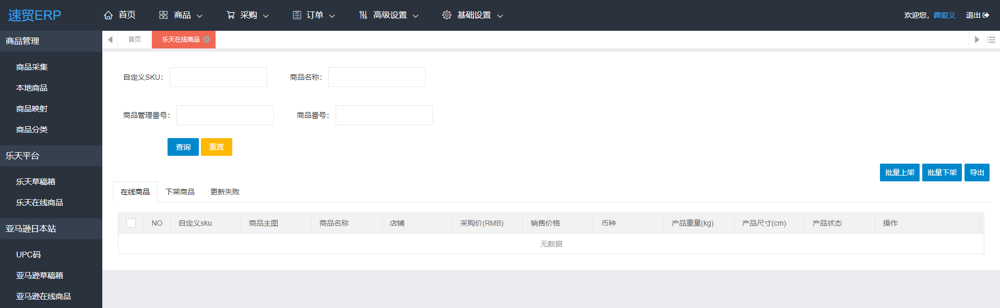 速贸ERP
首页
商品
采购
订单
高级设置
基础设置
欢迎您，葬爱义
退出
商品管理
商品采集
本地商品
商品映射
商品分类
乐天平台
乐天草稿箱
乐天在线商品
亚马逊日本站
UPC码
亚马逊草稿箱
亚马逊在线商品
首页
乐天在线商品
自定义SKU：
商品名称：
商品管理番号：
商品番号：
查询
重置
批量上架
批量下架
导出
在线商品
下架商品
更新失败
NO
自定义sku
商品主图
商品名称
店铺
采购价(RMB)
销售价格
币种
产品重量(kg)
产品尺寸(cm)
产品状态
操作
无数据